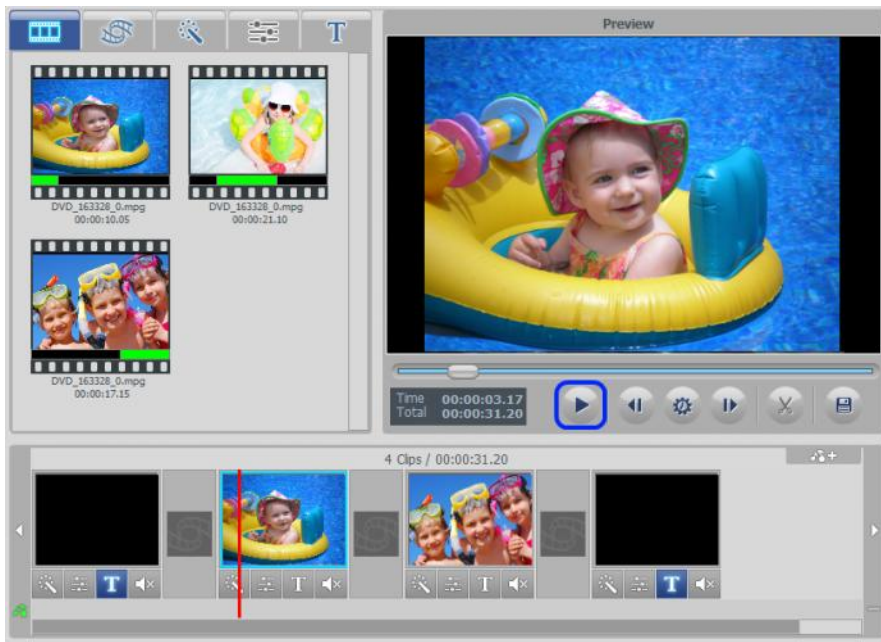 T
Preview
DVD_163328_0.mpg
00:00:10.05
DVD_163328_0.mpg
00:00:21.10
DVD_163328_0.mpg
00:00:17.15
Time 00:00:03.17
Total 00:00:31.20
4 Clips / 00:00:31.20
T
T
T
T